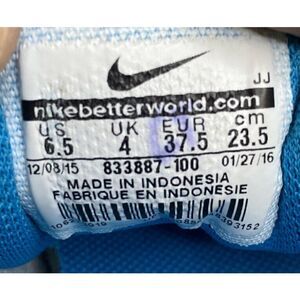 JJ
nikebetterworld.com
US UK EUR cm
6.5 4 37.5 23.5
12/08/15 833887-100 01/27/16
MADE IN INDONESIA
FABRIQUE EN INDONESIE